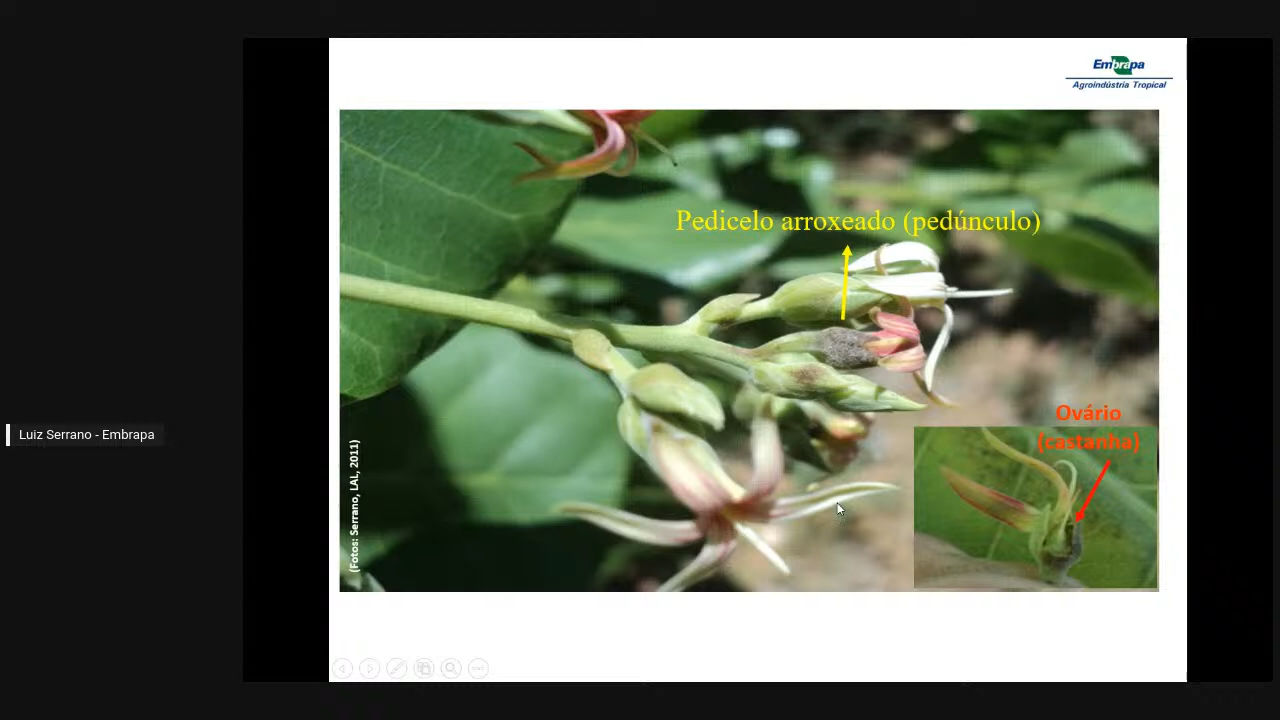 Embrapa
Agroindústria Tropical
Pedicelo arroxeado (pedúnculo)
Ovário
(castanha)
(Fotos: Serrano, LAL, 2011)
Luiz Serrano - Embrapa